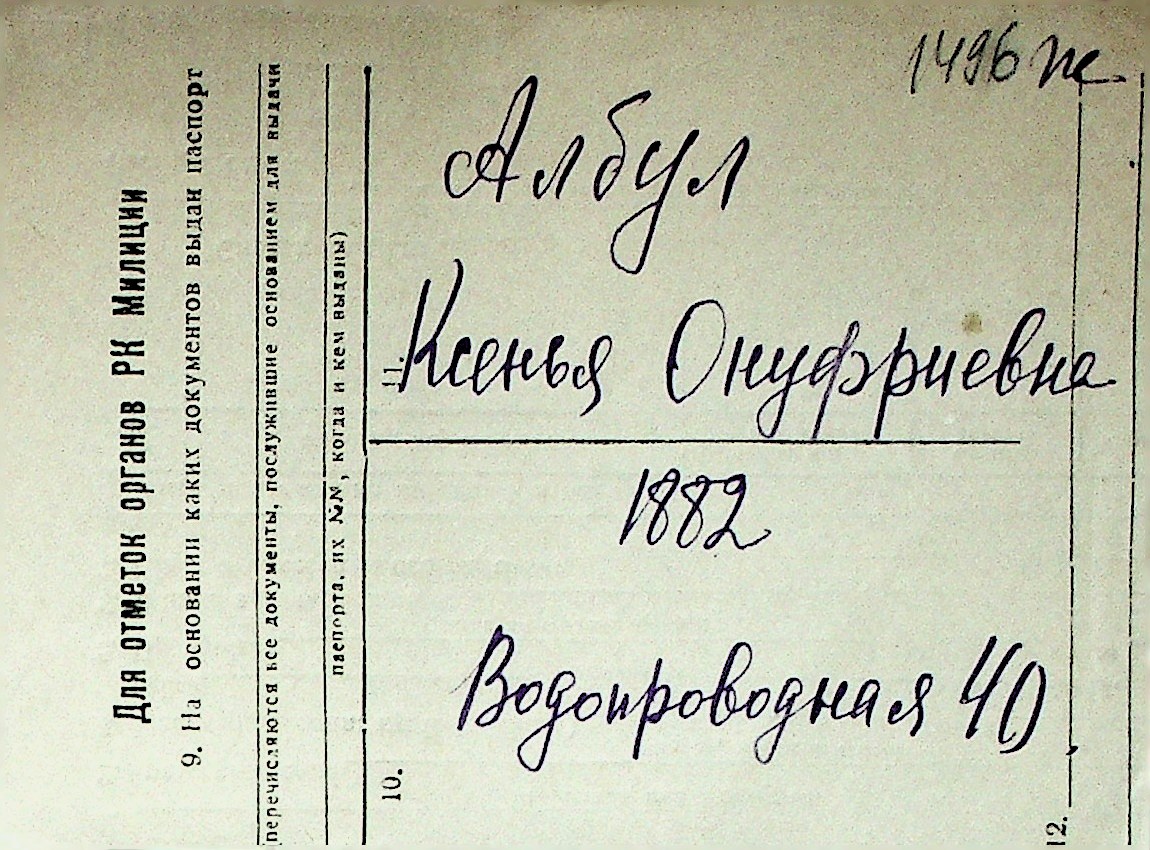 1496 же
Албул
Ксенья Онуфриевна
1882
Водопроводная 40
Для отметок органов РК Милиции
9. На основании каких документов выдан паспорт
(перечисляются все документы, послужившие основанием для выдачи
паспорта, их №№, когда и кем выданы)
10.
11.
12.